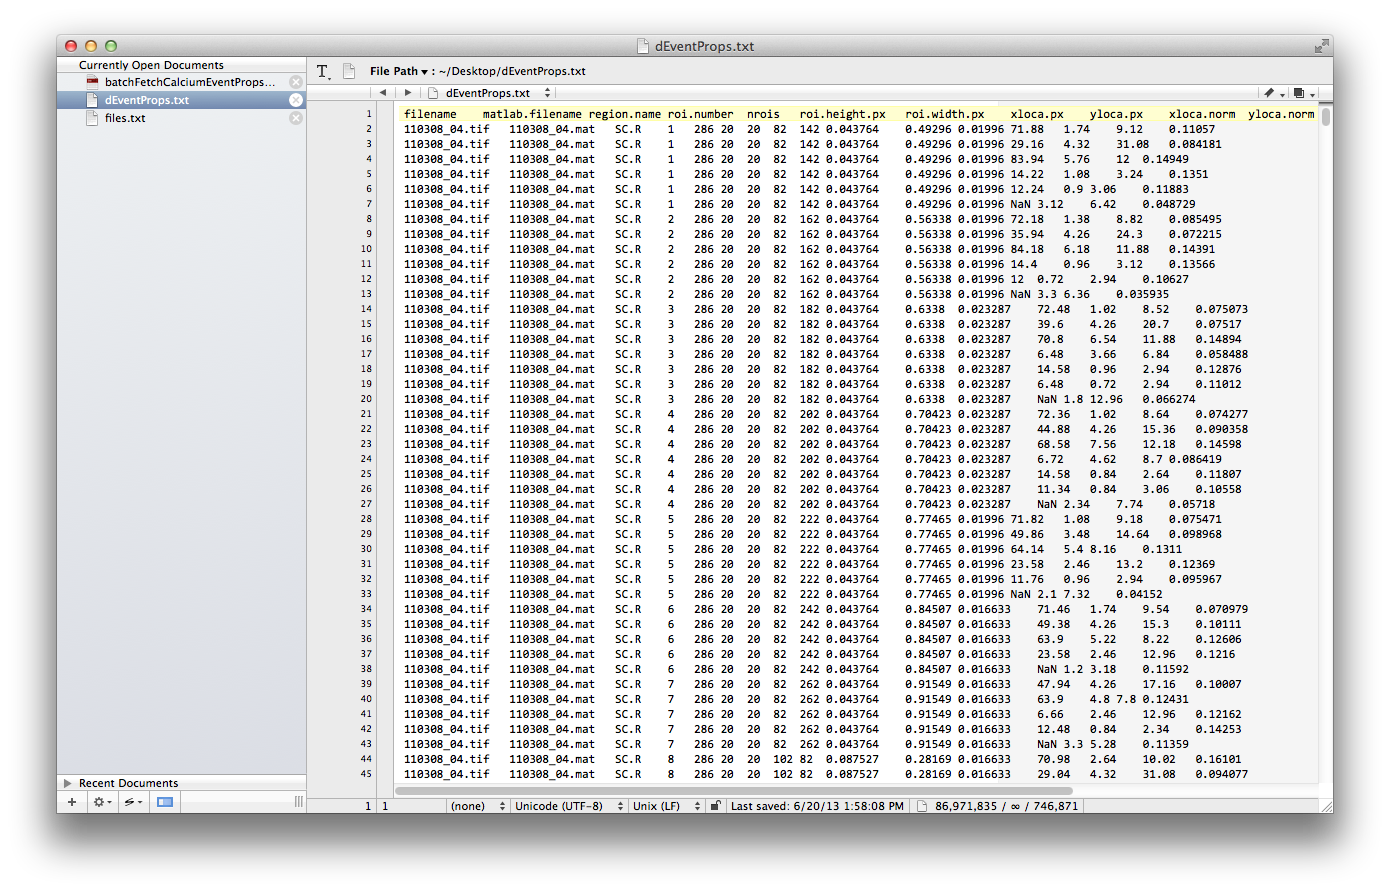 dEventProps.txt
Currently Open Documents
batchFetchCalciumEventProps...
dEventProps.txt
files.txt
File Path ▾ : ~/Desktop/dEventProps.txt
dEventProps.txt
1 filename matlab.filename region.name roi.number nrois roi.height.px roi.width.px xloca.px yloca.px xloca.norm yloca.norm
2 110308_04.tif 110308_04.mat SC.R 1 286 20 20 82 142 0.043764 0.49296 0.01996 71.88 1.74 9.12 0.11057
3 110308_04.tif 110308_04.mat SC.R 1 286 20 20 82 142 0.043764 0.49296 0.01996 29.16 4.32 31.08 0.084181
4 110308_04.tif 110308_04.mat SC.R 1 286 20 20 82 142 0.043764 0.49296 0.01996 83.94 5.76 12 0.14949
5 110308_04.tif 110308_04.mat SC.R 1 286 20 20 82 142 0.043764 0.49296 0.01996 14.22 1.08 3.24 0.1351
6 110308_04.tif 110308_04.mat SC.R 1 286 20 20 82 142 0.043764 0.49296 0.01996 12.24 0.9 3.06 0.11883
7 110308_04.tif 110308_04.mat SC.R 1 286 20 20 82 142 0.043764 0.49296 0.01996 NaN 3.12 6.42 0.048729
8 110308_04.tif 110308_04.mat SC.R 2 286 20 20 82 162 0.043764 0.56338 0.01996 72.18 1.38 8.82 0.085495
9 110308_04.tif 110308_04.mat SC.R 2 286 20 20 82 162 0.043764 0.56338 0.01996 35.94 4.26 24.3 0.072215
10 110308_04.tif 110308_04.mat SC.R 2 286 20 20 82 162 0.043764 0.56338 0.01996 84.18 6.18 11.88 0.14391
11 110308_04.tif 110308_04.mat SC.R 2 286 20 20 82 162 0.043764 0.56338 0.01996 14.4 0.96 3.12 0.13566
12 110308_04.tif 110308_04.mat SC.R 2 286 20 20 82 162 0.043764 0.56338 0.01996 12 0.72 2.94 0.10627
13 110308_04.tif 110308_04.mat SC.R 2 286 20 20 82 162 0.043764 0.56338 0.01996 NaN 3.3 6.36 0.035935
14 110308_04.tif 110308_04.mat SC.R 3 286 20 20 82 182 0.043764 0.6338 0.023287 72.48 1.02 8.52 0.075073
15 110308_04.tif 110308_04.mat SC.R 3 286 20 20 82 182 0.043764 0.6338 0.023287 39.6 4.26 20.7 0.07517
16 110308_04.tif 110308_04.mat SC.R 3 286 20 20 82 182 0.043764 0.6338 0.023287 70.8 6.54 11.88 0.14894
17 110308_04.tif 110308_04.mat SC.R 3 286 20 20 82 182 0.043764 0.6338 0.023287 6.48 3.66 6.84 0.058488
18 110308_04.tif 110308_04.mat SC.R 3 286 20 20 82 182 0.043764 0.6338 0.023287 14.58 0.96 2.94 0.12876
19 110308_04.tif 110308_04.mat SC.R 3 286 20 20 82 182 0.043764 0.6338 0.023287 6.48 0.72 2.94 0.11012
20 110308_04.tif 110308_04.mat SC.R 3 286 20 20 82 182 0.043764 0.6338 0.023287 NaN 1.8 12.96 0.066274
21 110308_04.tif 110308_04.mat SC.R 4 286 20 20 82 202 0.043764 0.70423 0.023287 72.36 1.02 8.64 0.074277
22 110308_04.tif 110308_04.mat SC.R 4 286 20 20 82 202 0.043764 0.70423 0.023287 44.88 4.26 15.36 0.090358
23 110308_04.tif 110308_04.mat SC.R 4 286 20 20 82 202 0.043764 0.70423 0.023287 68.58 7.56 12.18 0.14598
24 110308_04.tif 110308_04.mat SC.R 4 286 20 20 82 202 0.043764 0.70423 0.023287 6.72 4.62 8.7 0.086419
25 110308_04.tif 110308_04.mat SC.R 4 286 20 20 82 202 0.043764 0.70423 0.023287 14.58 0.84 2.64 0.11807
26 110308_04.tif 110308_04.mat SC.R 4 286 20 20 82 202 0.043764 0.70423 0.023287 11.34 0.84 3.06 0.10558
27 110308_04.tif 110308_04.mat SC.R 4 286 20 20 82 202 0.043764 0.70423 0.023287 NaN 2.34 7.74 0.05718
28 110308_04.tif 110308_04.mat SC.R 5 286 20 20 82 222 0.043764 0.77465 0.01996 71.82 1.08 9.18 0.075471
29 110308_04.tif 110308_04.mat SC.R 5 286 20 20 82 222 0.043764 0.77465 0.01996 49.86 3.48 14.64 0.098968
30 110308_04.tif 110308_04.mat SC.R 5 286 20 20 82 222 0.043764 0.77465 0.01996 64.14 5.4 8.16 0.1311
31 110308_04.tif 110308_04.mat SC.R 5 286 20 20 82 222 0.043764 0.77465 0.01996 23.58 2.46 13.2 0.12369
32 110308_04.tif 110308_04.mat SC.R 5 286 20 20 82 222 0.043764 0.77465 0.01996 11.76 0.96 2.94 0.095967
33 110308_04.tif 110308_04.mat SC.R 5 286 20 20 82 222 0.043764 0.77465 0.01996 NaN 2.1 7.32 0.04152
34 110308_04.tif 110308_04.mat SC.R 6 286 20 20 82 242 0.043764 0.84507 0.016633 71.46 1.74 9.54 0.070979
35 110308_04.tif 110308_04.mat SC.R 6 286 20 20 82 242 0.043764 0.84507 0.016633 49.38 4.26 15.3 0.10111
36 110308_04.tif 110308_04.mat SC.R 6 286 20 20 82 242 0.043764 0.84507 0.016633 63.9 5.22 8.22 0.12606
37 110308_04.tif 110308_04.mat SC.R 6 286 20 20 82 242 0.043764 0.84507 0.016633 23.58 2.46 12.96 0.1216
38 110308_04.tif 110308_04.mat SC.R 6 286 20 20 82 242 0.043764 0.84507 0.016633 NaN 1.2 3.18 0.11592
39 110308_04.tif 110308_04.mat SC.R 7 286 20 20 82 262 0.043764 0.91549 0.016633 47.94 4.26 17.16 0.10007
40 110308_04.tif 110308_04.mat SC.R 7 286 20 20 82 262 0.043764 0.91549 0.016633 63.9 4.8 7.8 0.12431
41 110308_04.tif 110308_04.mat SC.R 7 286 20 20 82 262 0.043764 0.91549 0.016633 6.66 2.46 12.96 0.12162
42 110308_04.tif 110308_04.mat SC.R 7 286 20 20 82 262 0.043764 0.91549 0.016633 12.48 0.84 2.34 0.14253
43 110308_04.tif 110308_04.mat SC.R 7 286 20 20 82 262 0.043764 0.91549 0.016633 NaN 3.3 5.28 0.11359
44 110308_04.tif 110308_04.mat SC.R 8 286 20 20 102 82 0.087527 0.28169 0.016633 70.98 2.64 10.02 0.16101
45 110308_04.tif 110308_04.mat SC.R 8 286 20 20 102 82 0.087527 0.28169 0.016633 29.04 4.32 31.08 0.094077
Recent Documents
1 1 (none) Unicode (UTF-8) Unix (LF) Last saved: 6/20/13 1:58:08 PM 86,971,835 / ∞ / 746,871